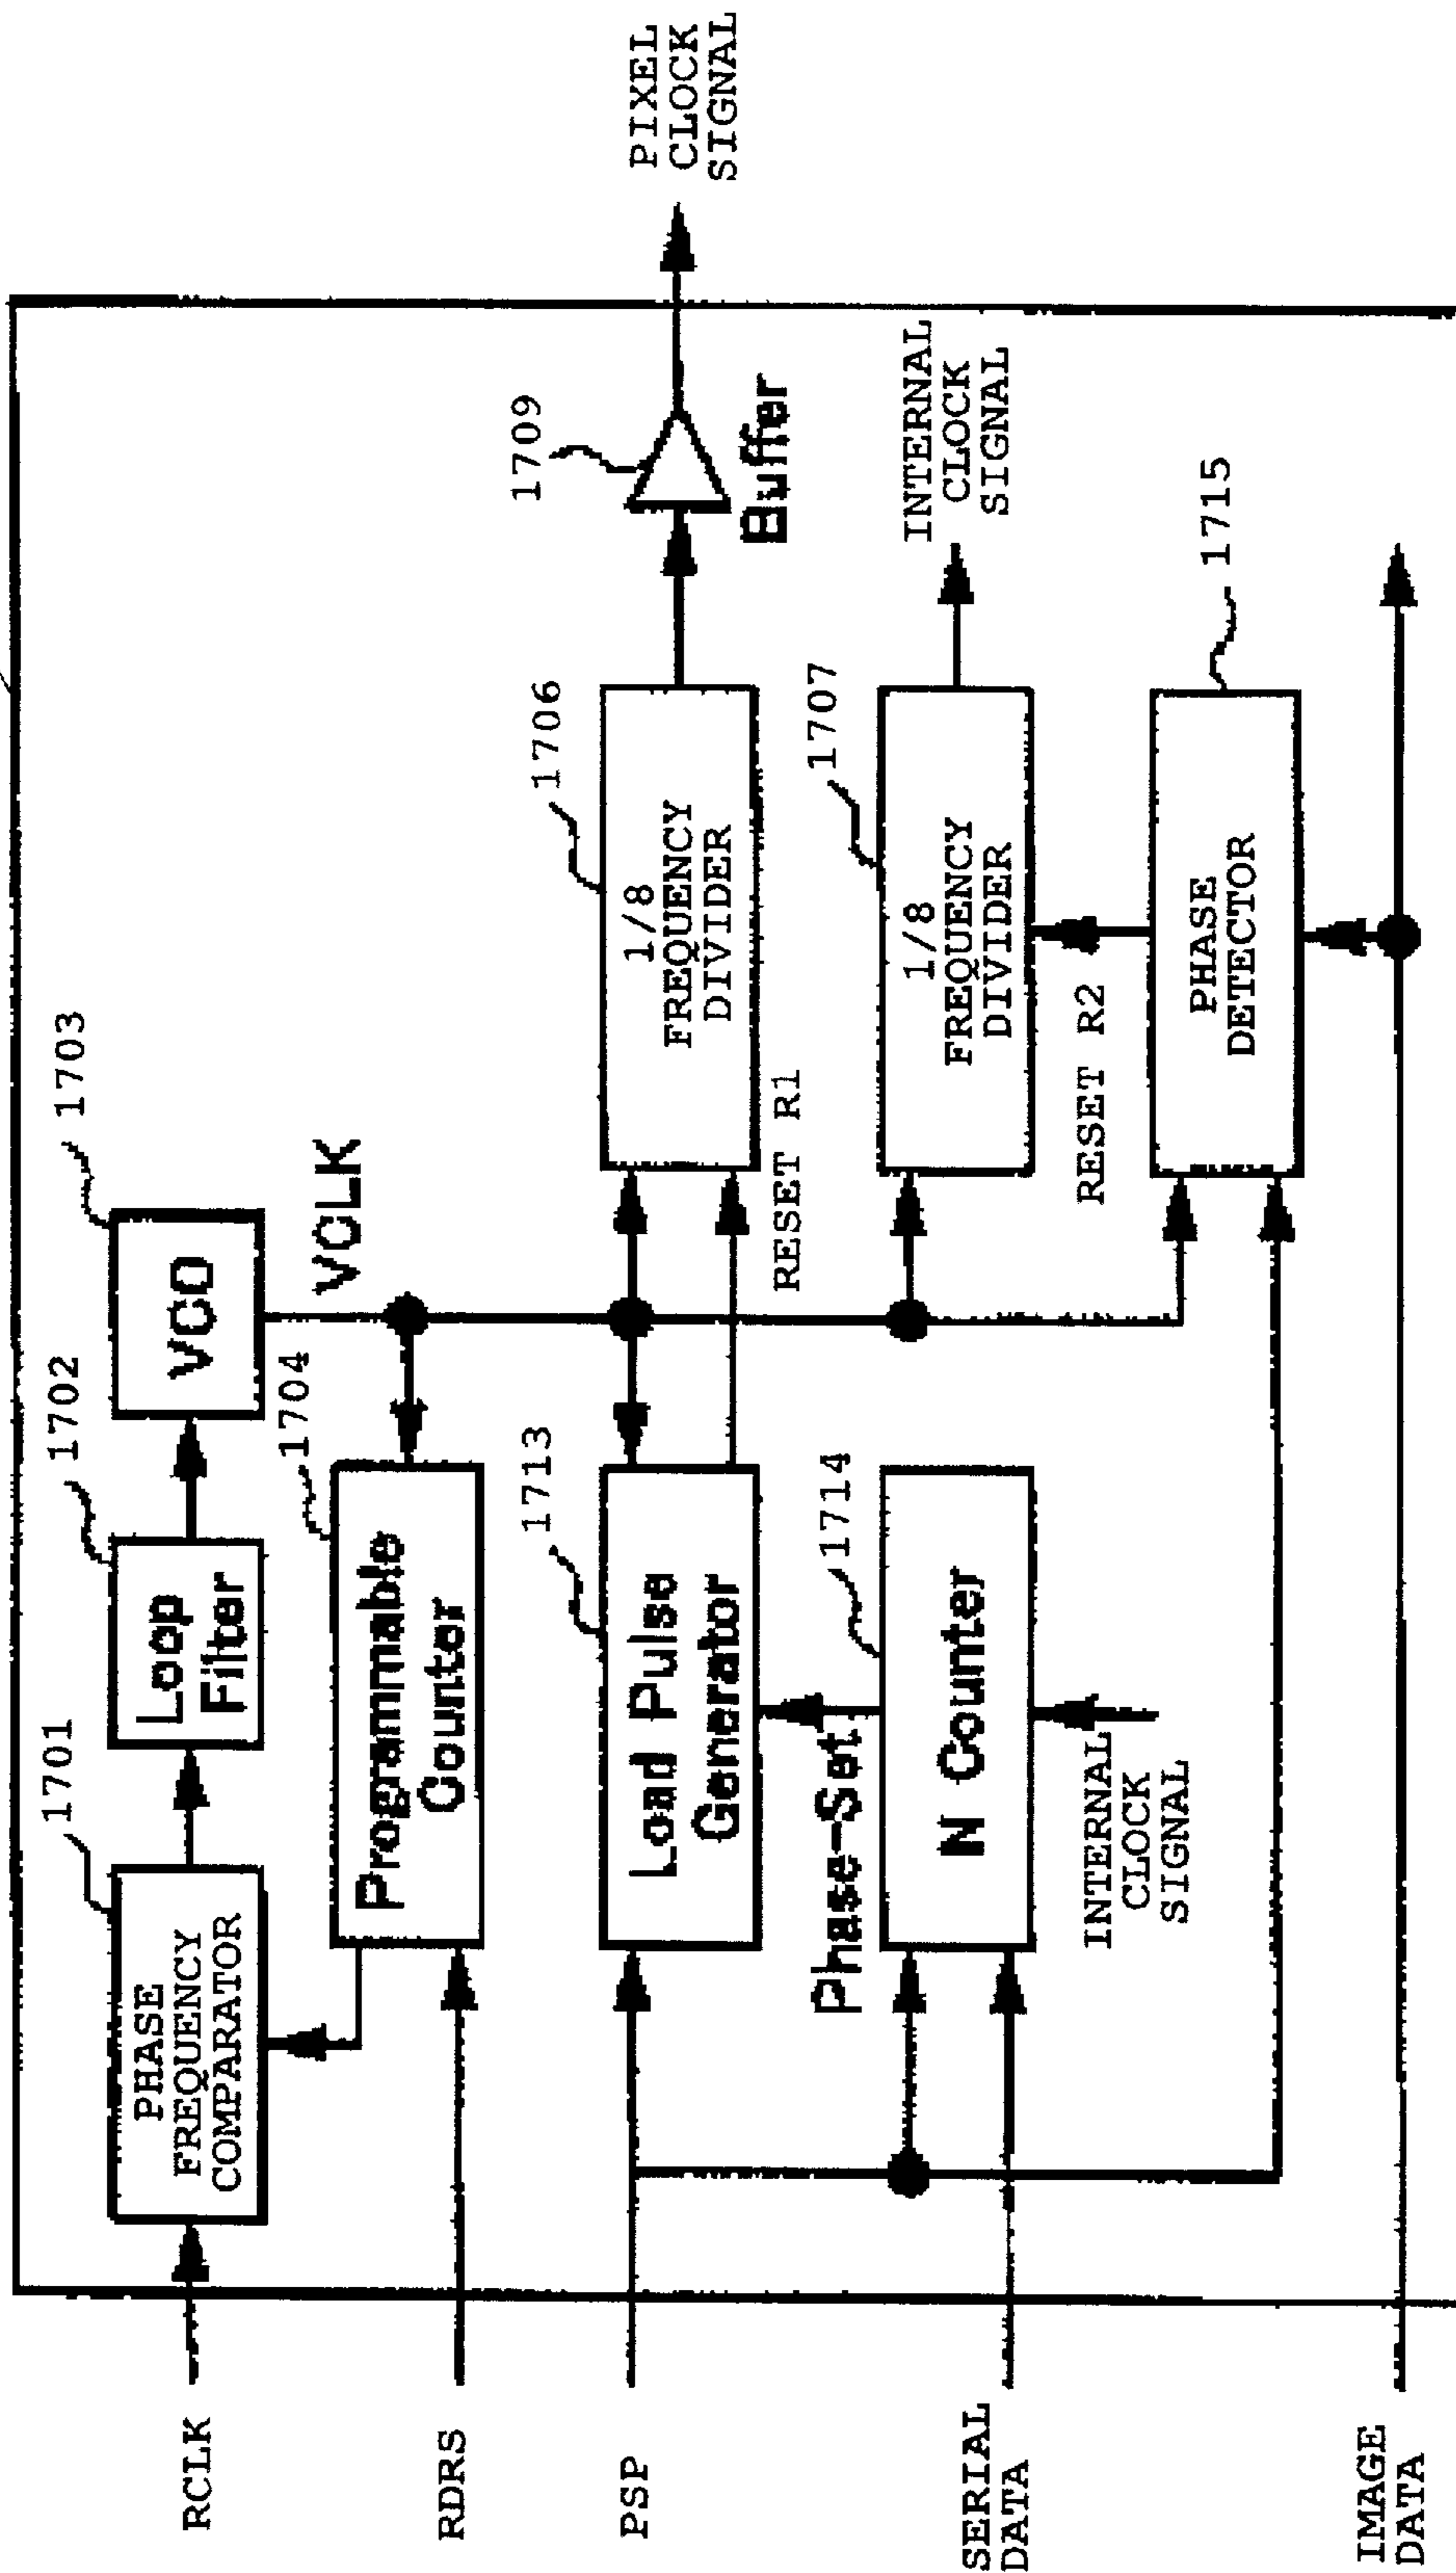 RCLK
1701
PHASE
FREQUENCY
COMPARATOR
1702
Loop
Filter
1703
VCO
VCLK
RDRS
1704
Programmable
Counter
PSP
1713
Load Pulse
Generator
RESET R1
1706
1/8
FREQUENCY
DIVIDER
1709
Buffer
PIXEL
CLOCK
SIGNAL
Phase-Set
SERIAL
DATA
1714
N Counter
INTERNAL
CLOCK
SIGNAL
1707
1/8
FREQUENCY
DIVIDER
INTERNAL
CLOCK
SIGNAL
RESET R2
1715
PHASE
DETECTOR
IMAGE
DATA